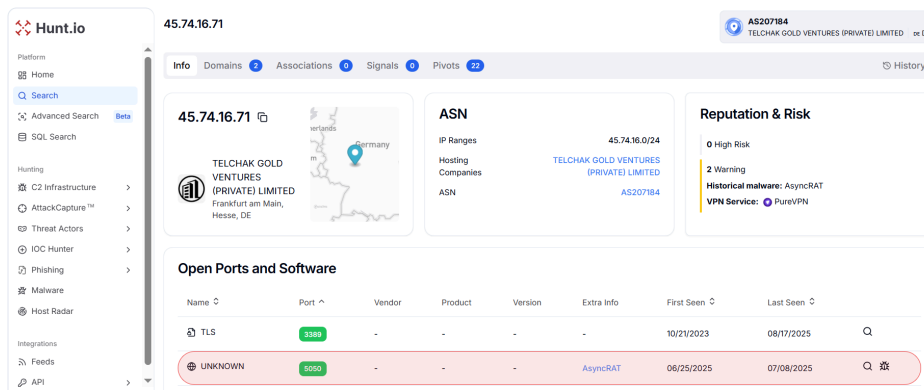 Hunt.io
Platform
Home
Search
Advanced Search Beta
SQL Search
Hunting
C2 Infrastructure
AttackCapture™
Threat Actors
IOC Hunter
Phishing
Malware
Host Radar
Integrations
Feeds
API
45.74.16.71
AS207184
TELCHAK GOLD VENTURES (PRIVATE) LIMITED DE
Info Domains 2 Associations 0 Signals 0 Pivots 22 History
45.74.16.71
TELCHAK GOLD
VENTURES
(PRIVATE) LIMITED
Frankfurt am Main,
Hesse, DE
Germany
ASN
IP Ranges 45.74.16.0/24
Hosting TELCHAK GOLD VENTURES
Companies (PRIVATE) LIMITED
ASN AS207184
Reputation & Risk
0 High Risk
2 Warning
Historical malware: AsyncRAT
VPN Service: PureVPN
Open Ports and Software
Name Port Vendor Product Version Extra Info First Seen Last Seen
TLS 3389 - - - - 10/21/2023 08/17/2025
UNKNOWN 5050 - - - AsyncRAT 06/25/2025 07/08/2025